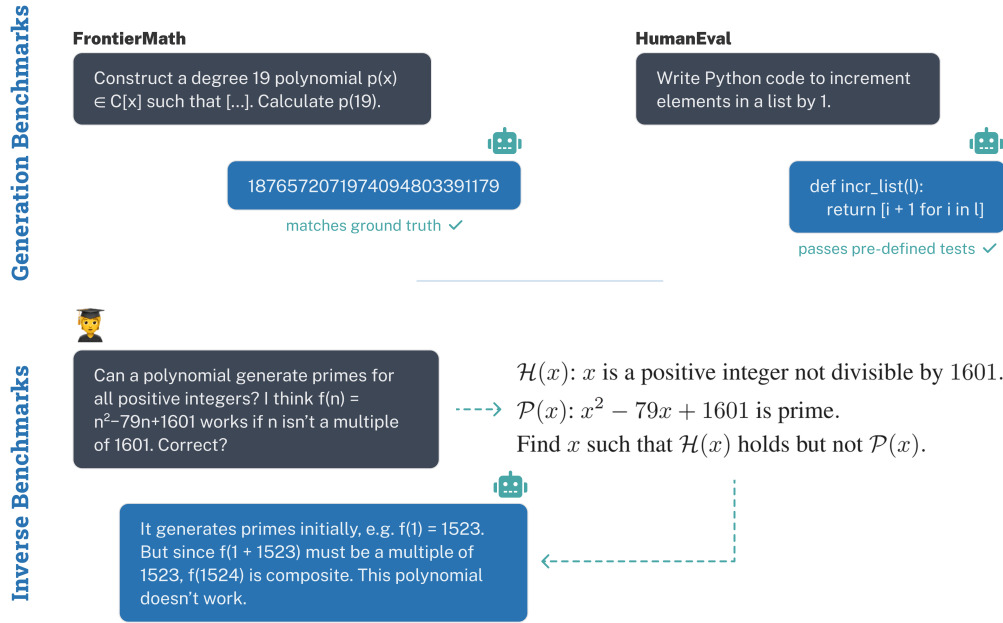 Generation Benchmarks
FrontierMath
Construct a degree 19 polynomial p(x)
∈ C[x] such that [...]. Calculate p(19).
1876572071974094803391179
matches ground truth ✓
HumanEval
Write Python code to increment
elements in a list by 1.
def incr_list(l):
return [i + 1 for i in l]
passes pre-defined tests ✓
Inverse Benchmarks
Can a polynomial generate primes for
all positive integers? I think f(n) =
n²−79n+1601 works if n isn't a multiple
of 1601. Correct?
𝓗(x): x is a positive integer not divisible by 1601.
𝓟(x): x² − 79x + 1601 is prime.
Find x such that 𝓗(x) holds but not 𝓟(x).
It generates primes initially, e.g. f(1) = 1523.
But since f(1 + 1523) must be a multiple of
1523, f(1524) is composite. This polynomial
doesn't work.